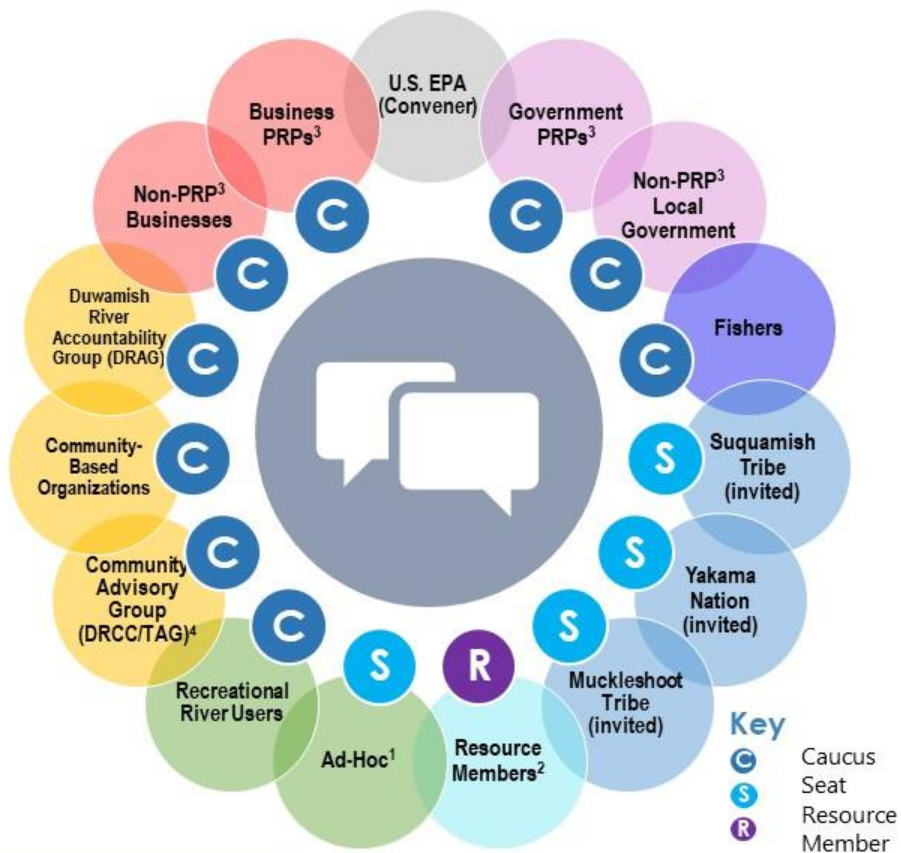 U.S. EPA
(Convener)
Government
PRPs³
C
Non-PRP³
Local
Government
C
Fishers
C
Suquamish
Tribe
(invited)
S
Yakama
Nation
(invited)
S
Muckleshoot
Tribe
(invited)
S
Resource
Members²
R
Ad-Hoc¹
S
Recreational
River Users
C
Community
Advisory
Group
(DRCC/TAG)⁴
C
Community-
Based
Organizations
C
Duwamish
River
Accountability
Group (DRAG)
C
Non-PRP³
Businesses
C
Business
PRPs³
C
Key
C Caucus
S Seat
R Resource
Member